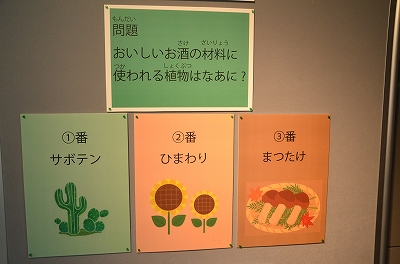 もんだい
問題
さけ ざいりょう
おいしいお酒の材料に
つか しょくぶつ
使われる植物はなあに？
①番
サボテン
②番
ひまわり
③番
まつたけ